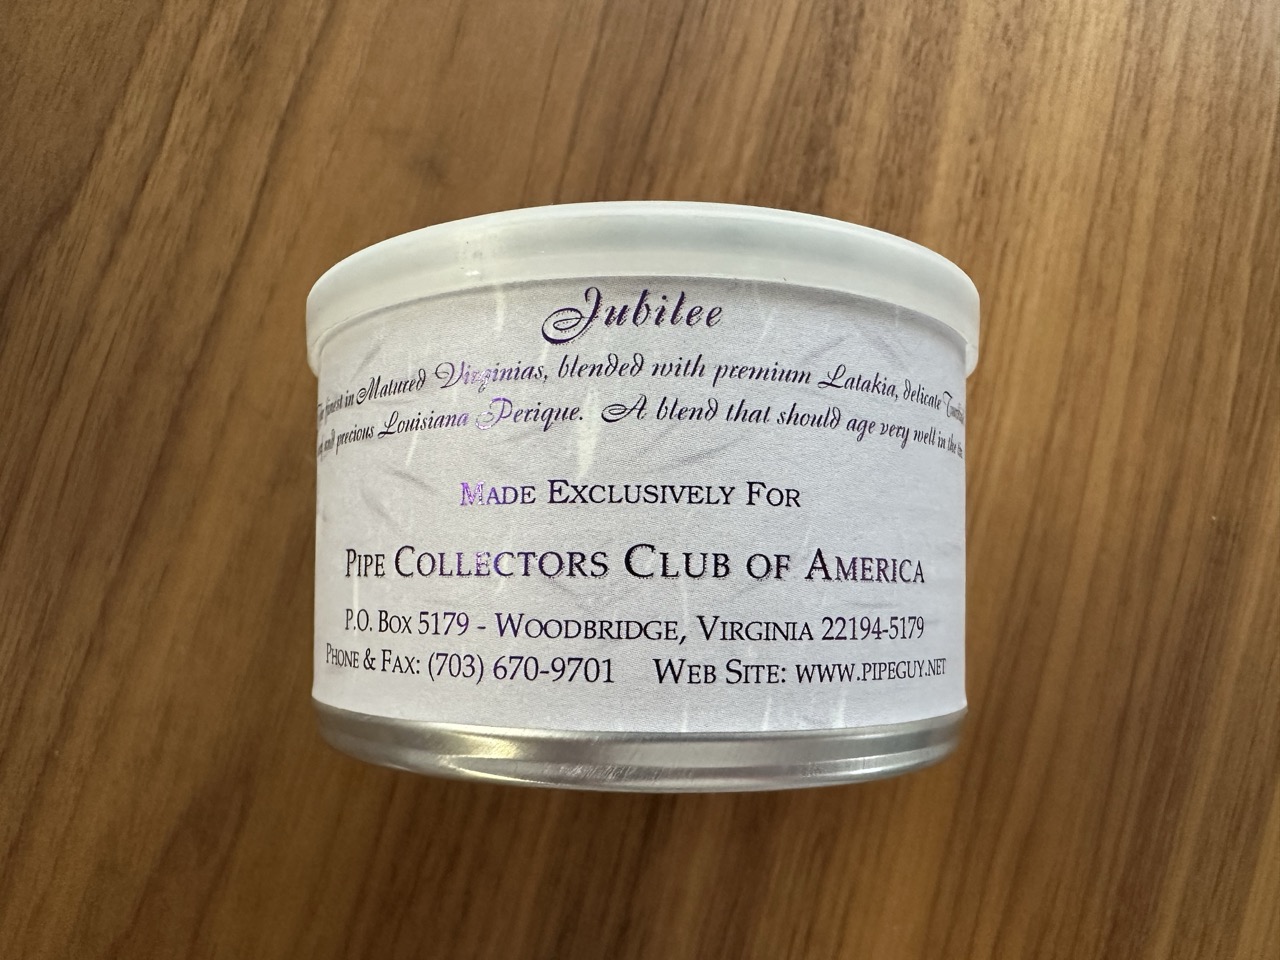 Jubilee
finest in Matured Virginias, blended with premium Latakia, delicate
and precious Louisiana Perique. A blend that should age very well in the
MADE EXCLUSIVELY FOR
PIPE COLLECTORS CLUB OF AMERICA
P.O. BOX 5179 - WOODBRIDGE, VIRGINIA 22194-5179
PHONE & FAX: (703) 670-9701 WEB SITE: WWW.PIPEGUY.NET